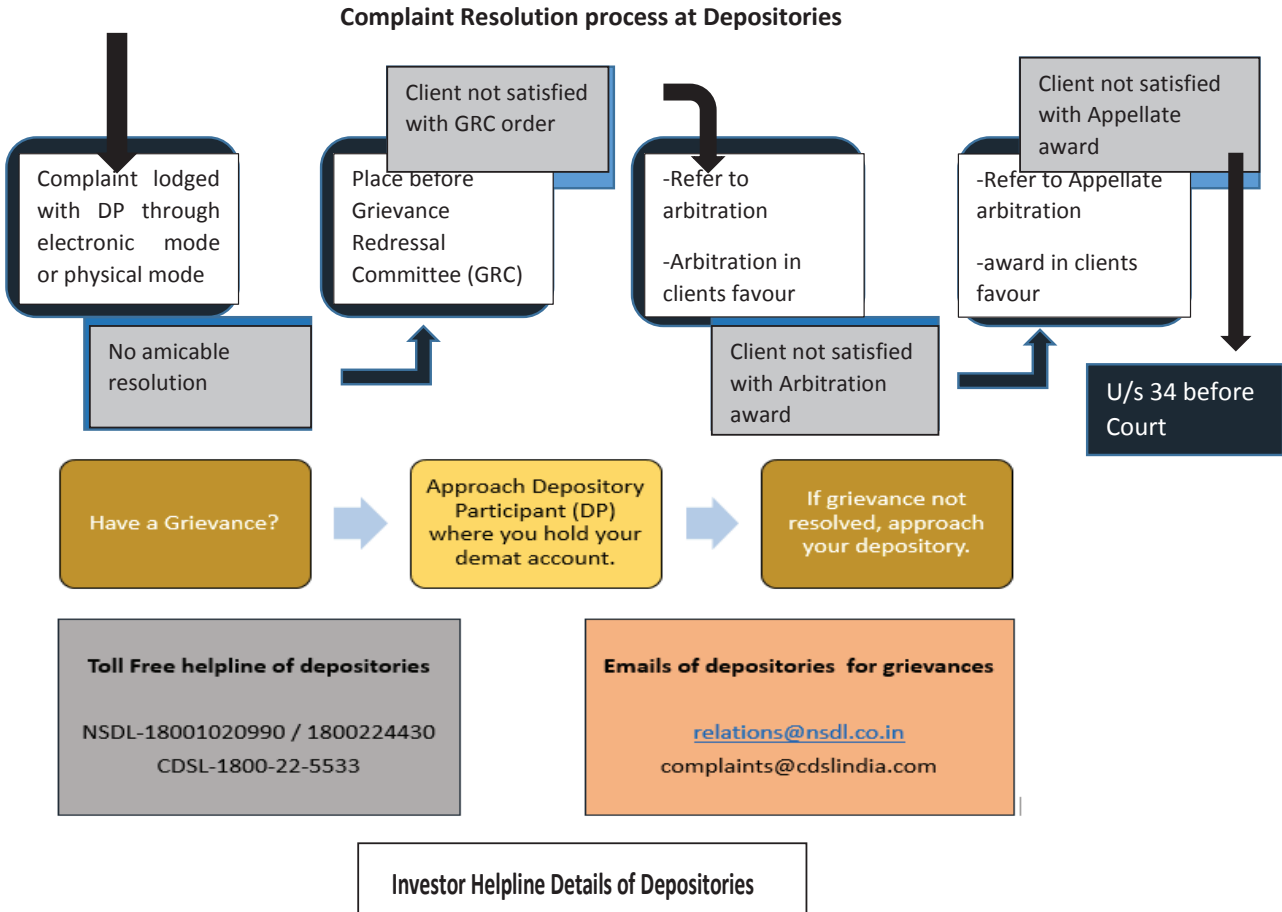 Complaint Resolution process at Depositories
Complaint lodged
with DP through
electronic mode
or physical mode
No amicable
resolution
Place before
Grievance
Redressal
Committee (GRC)
Client not satisfied
with GRC order
-Refer to
arbitration
-Arbitration in
clients favour
Client not satisfied
with Arbitration
award
-Refer to Appellate
arbitration
-award in clients
favour
Client not satisfied
with Appellate
award
U/s 34 before
Court
Have a Grievance?
Approach Depository
Participant (DP)
where you hold your
demat account.
If grievance not
resolved, approach
your depository.
Toll Free helpline of depositories
NSDL-18001020990 / 1800224430
CDSL-1800-22-5533
Emails of depositories for grievances
relations@nsdl.co.in
complaints@cdslindia.com
Investor Helpline Details of Depositories